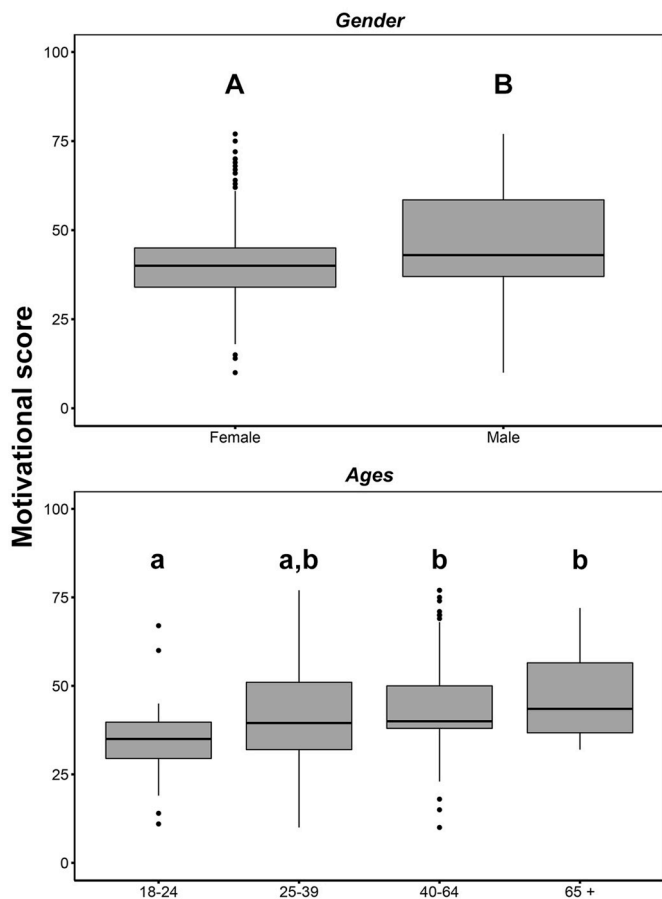 Gender
100
A
B
75
50
25
0
Female
Male
Motivational score
Ages
100
a
a,b
b
b
75
50
25
0
18-24
25-39
40-64
65 +